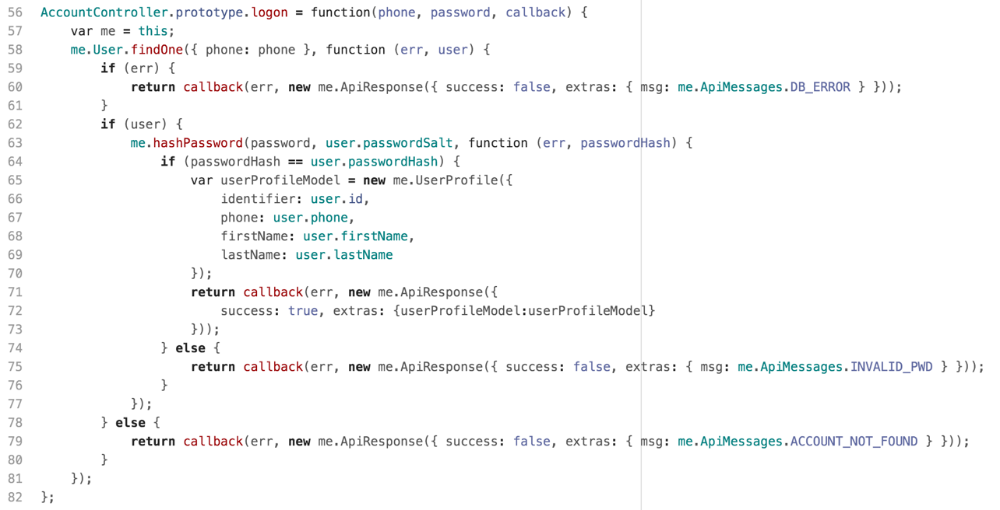 56 AccountController.prototype.logon = function(phone, password, callback) {
57     var me = this;
58     me.User.findOne({ phone: phone }, function (err, user) {
59         if (err) {
60             return callback(err, new me.ApiResponse({ success: false, extras: { msg: me.ApiMessages.DB_ERROR } }));
61         }
62         if (user) {
63             me.hashPassword(password, user.passwordSalt, function (err, passwordHash) {
64                 if (passwordHash == user.passwordHash) {
65                     var userProfileModel = new me.UserProfile({
66                         identifier: user.id,
67                         phone: user.phone,
68                         firstName: user.firstName,
69                         lastName: user.lastName
70                     });
71                     return callback(err, new me.ApiResponse({
72                         success: true, extras: {userProfileModel:userProfileModel}
73                     }));
74                 } else {
75                     return callback(err, new me.ApiResponse({ success: false, extras: { msg: me.ApiMessages.INVALID_PWD } }));
76                 }
77             });
78         } else {
79             return callback(err, new me.ApiResponse({ success: false, extras: { msg: me.ApiMessages.ACCOUNT_NOT_FOUND } }));
80         }
81     });
82 };